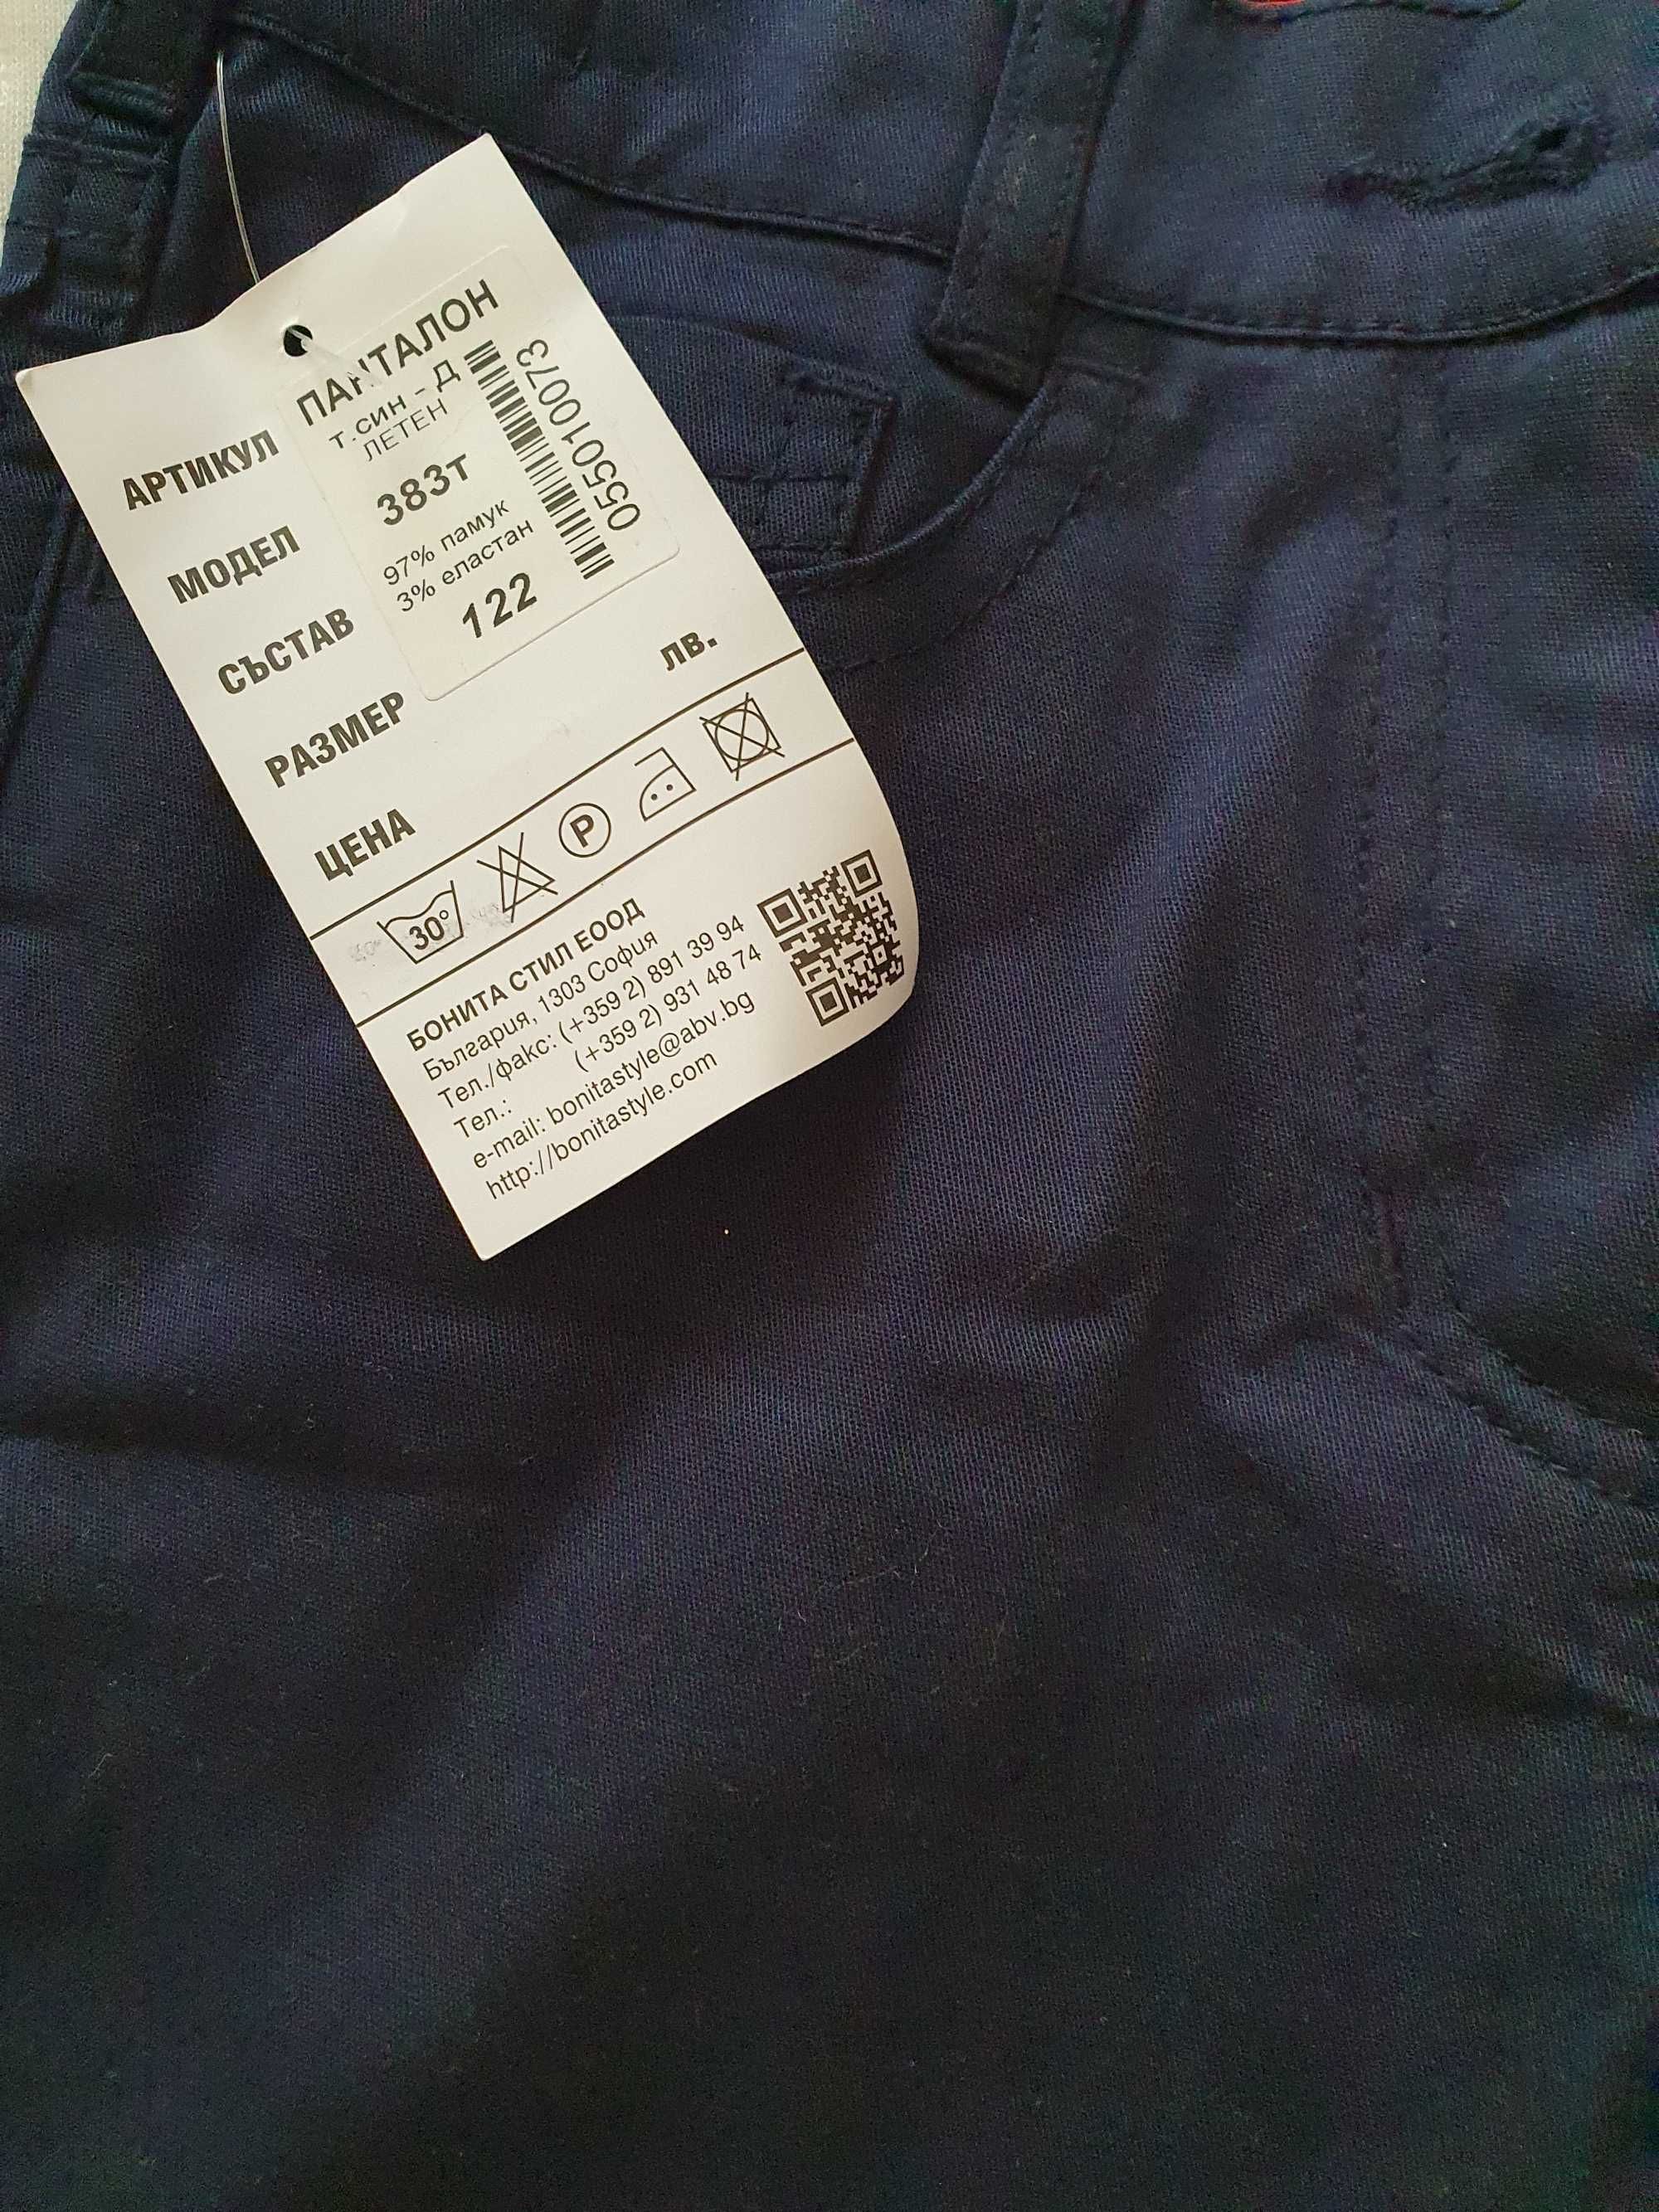 АРТИКУЛ ПАНТАЛОН
т.син - Д
ЛЕТЕН
МОДЕЛ 383т
СЪСТАВ 97% памук
3% еластан
РАЗМЕР 122
055010073
ЦЕНА лв.
30°
P
БОНИТА СТИЛ ЕООД
България, 1303 София
Тел./факс: (+359 2) 891 39 94
Тел.: (+359 2) 931 48 74
e-mail: bonitastyle@abv.bg
http://bonitastyle.com